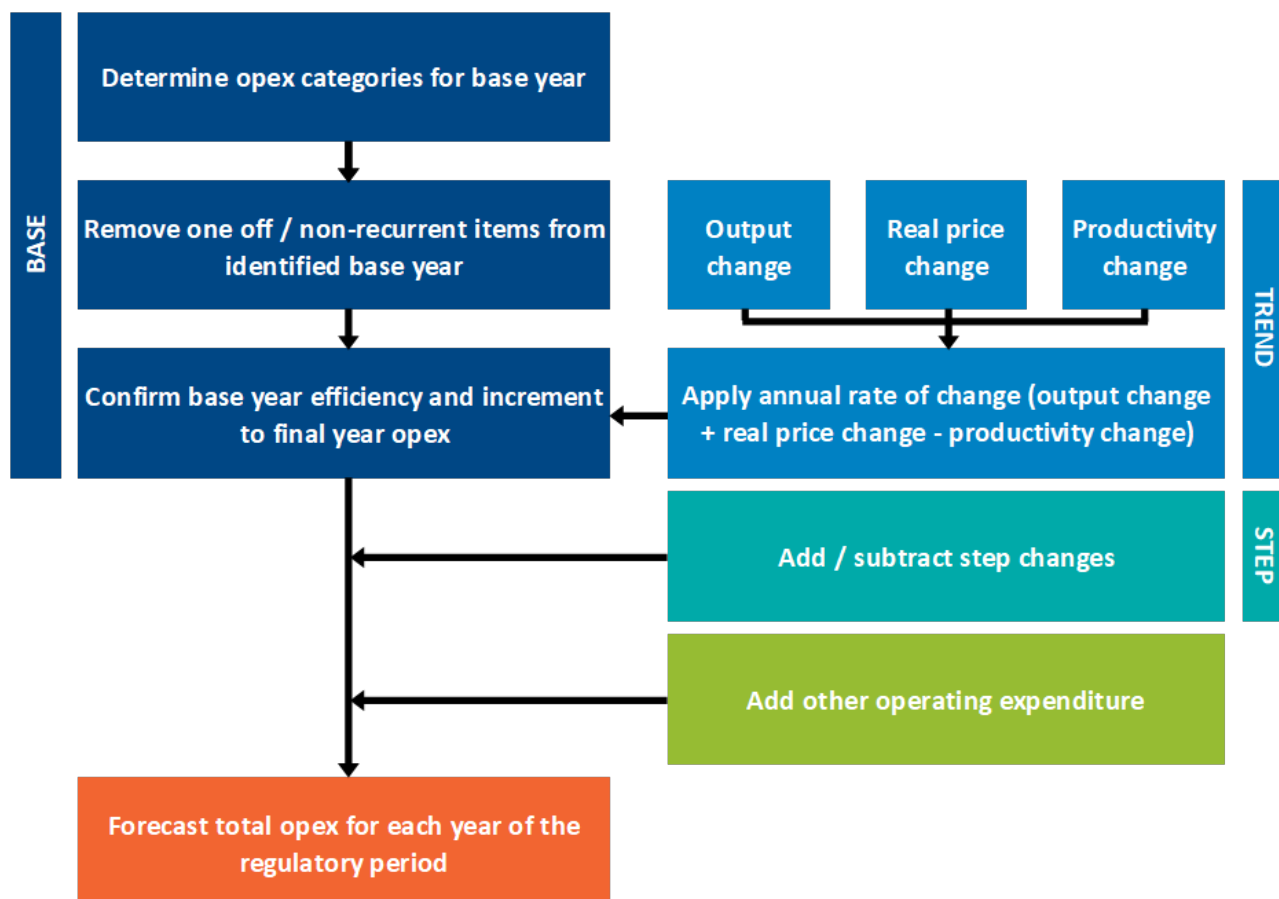 BASE
Determine opex categories for base year
Remove one off / non-recurrent items from
identified base year
Confirm base year efficiency and increment
to final year opex
Output
change
Real price
change
Productivity
change
TREND
Apply annual rate of change (output change
+ real price change - productivity change)
Add / subtract step changes
STEP
Add other operating expenditure
Forecast total opex for each year of the
regulatory period